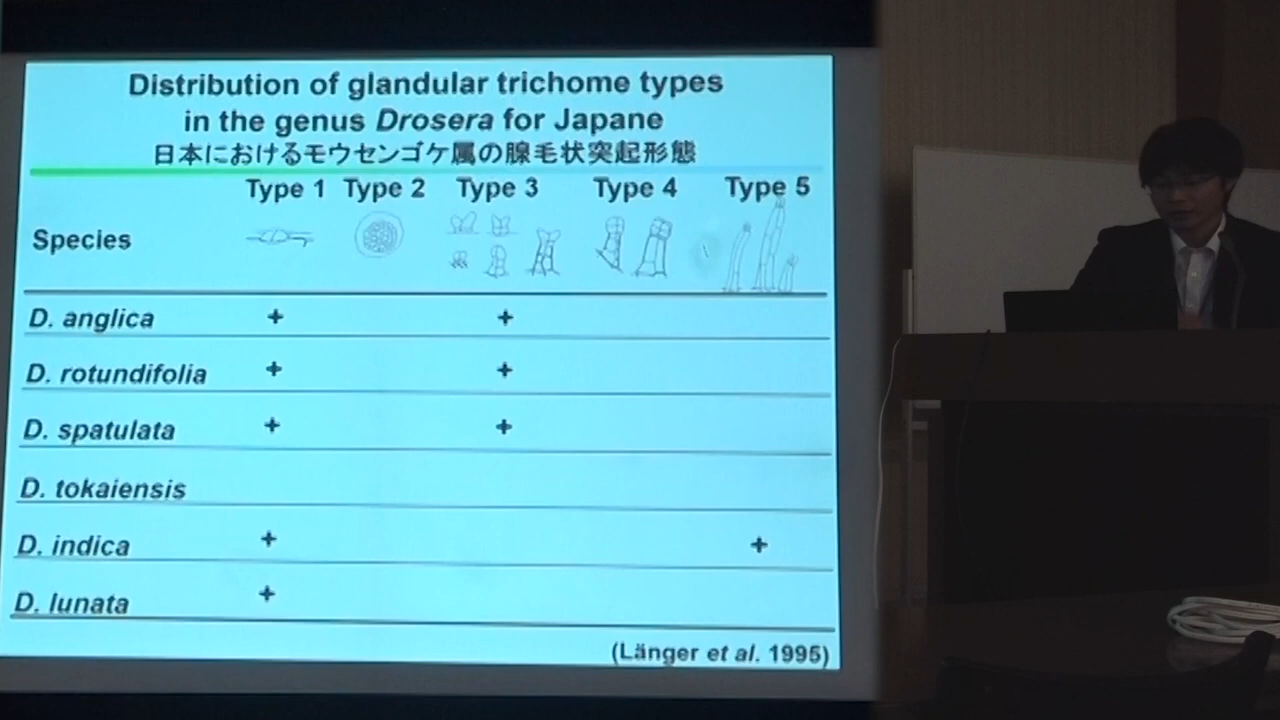 Distribution of glandular trichome types
in the genus Drosera for Japane
日本におけるモウセンゴケ属の腺毛状突起形態
Type 1 Type 2 Type 3 Type 4 Type 5
Species
D. anglica + +
D. rotundifolia + +
D. spatulata + +
D. tokaiensis
D. indica + +
D. lunata +
(Länger et al. 1995)